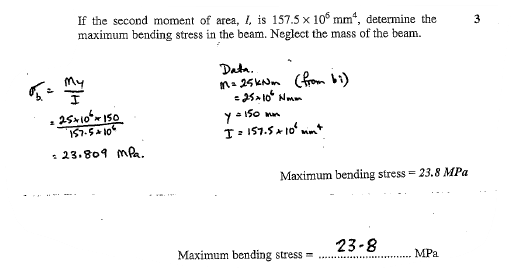 If the second moment of area, I, is 157.5 × 10⁶ mm⁴, determine the 3
maximum bending stress in the beam. Neglect the mass of the beam.
Data.
σb = My/I
M = 25 kNm (from bi)
= 25×10⁶ Nmm
= 25×10⁶ × 150 / 157.5 × 10⁶
y = 150 mm
I = 157.5 × 10⁶ mm⁴
= 23.809 MPa.
Maximum bending stress = 23.8 MPa
23.8
Maximum bending stress = .............................. MPa